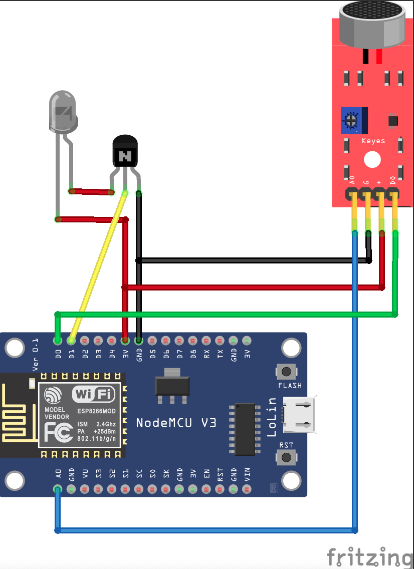 N
Keyes
A0
G
+
D0
Ver 0.1
D0
D1
D2
D3
D4
3V
GND
D5
D6
D7
D8
RX
TX
GND
3V
FLASH
WiFi
MODEL
VENDOR
ESP8266MOD
FC
ISM 2.4Ghz
PA +25dBm
802.11b/g/n
NodeMCU V3
LoLin
RST
A0
GND
VU
S3
S2
S1
SC
S0
SK
GND
3V
EN
RST
GND
VIN
fritzing